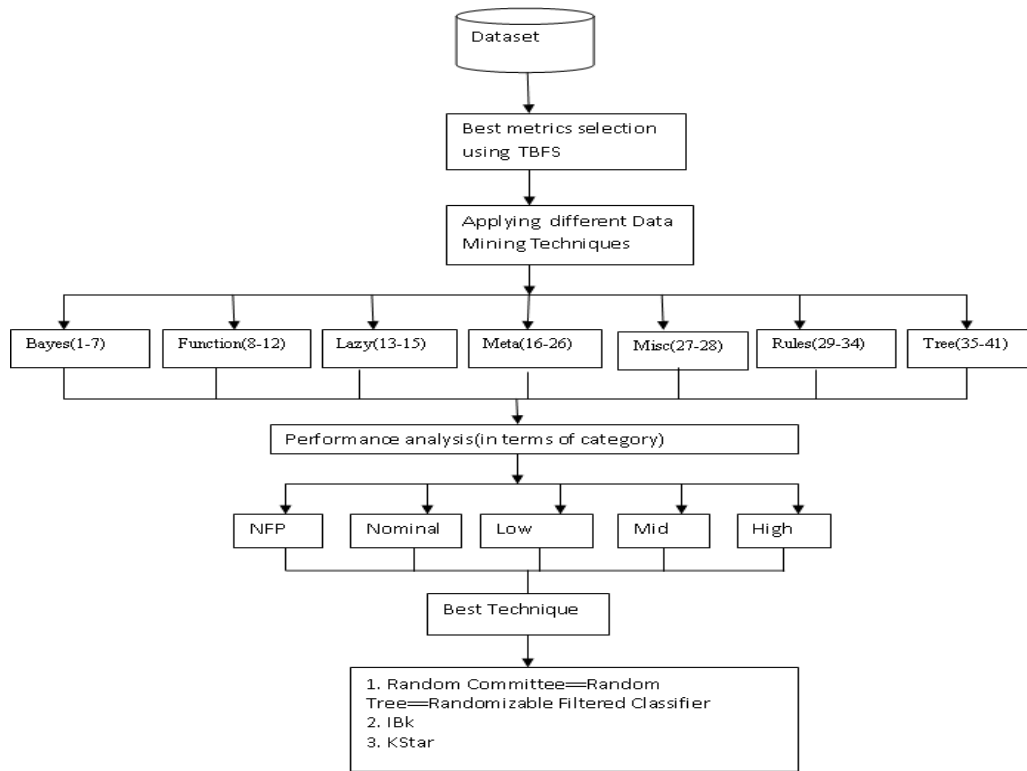 Dataset
Best metrics selection
using TBFS
Applying different Data
Mining Techniques
Bayes(1-7)
Function(8-12)
Lazy(13-15)
Meta(16-26)
Misc(27-28)
Rules(29-34)
Tree(35-41)
Performance analysis(in terms of category)
NFP
Nominal
Low
Mid
High
Best Technique
1. Random Committee==Random
Tree==Randomizable Filtered Classifier
2. IBk
3. KStar